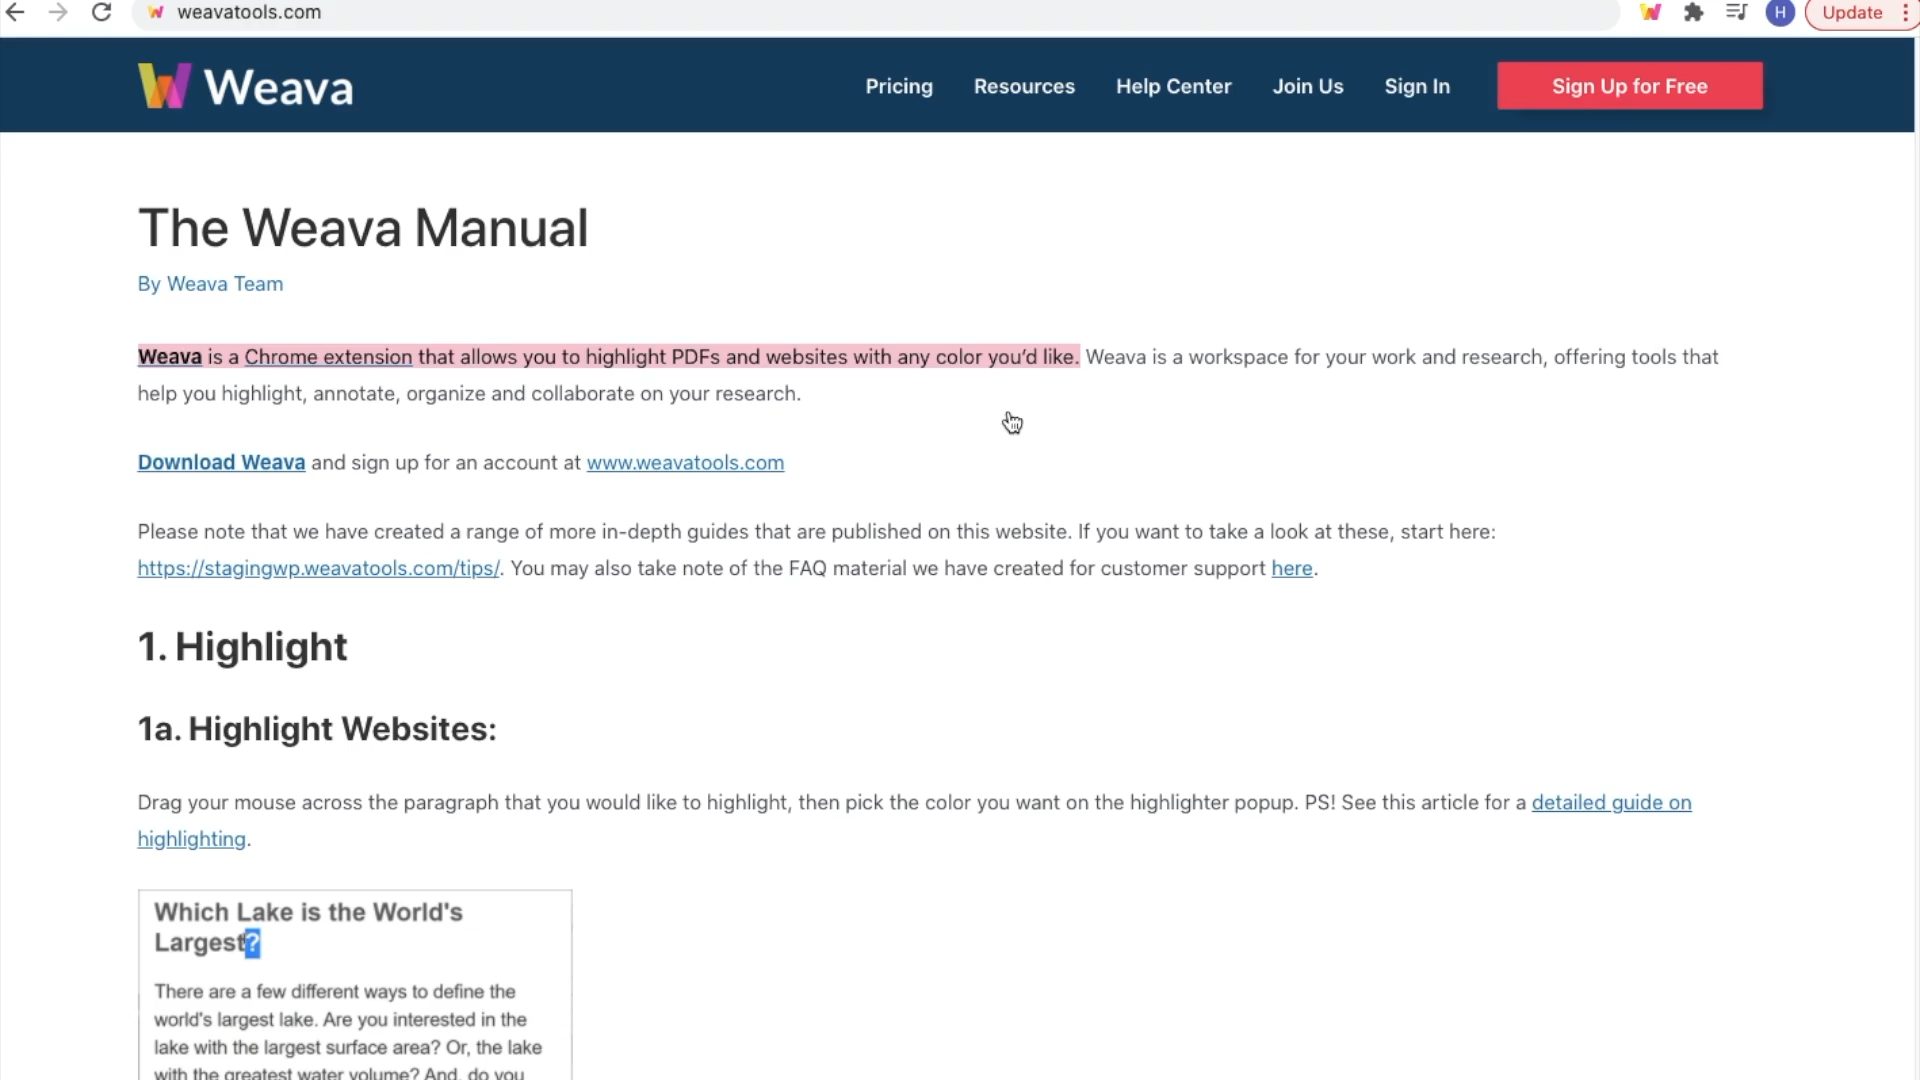 weavatools.com
H
Update
Weava
Pricing
Resources
Help Center
Join Us
Sign In
Sign Up for Free
The Weava Manual
By Weava Team
Weava is a Chrome extension that allows you to highlight PDFs and websites with any color you’d like. Weava is a workspace for your work and research, offering tools that
help you highlight, annotate, organize and collaborate on your research.
Download Weava and sign up for an account at www.weavatools.com
Please note that we have created a range of more in-depth guides that are published on this website. If you want to take a look at these, start here:
https://stagingwp.weavatools.com/tips/. You may also take note of the FAQ material we have created for customer support here.
1. Highlight
1a. Highlight Websites:
Drag your mouse across the paragraph that you would like to highlight, then pick the color you want on the highlighter popup. PS! See this article for a detailed guide on
highlighting.
Which Lake is the World's
Largest?
There are a few different ways to define the
world's largest lake. Are you interested in the
lake with the largest surface area? Or, the lake
with the greatest water volume? And, do you